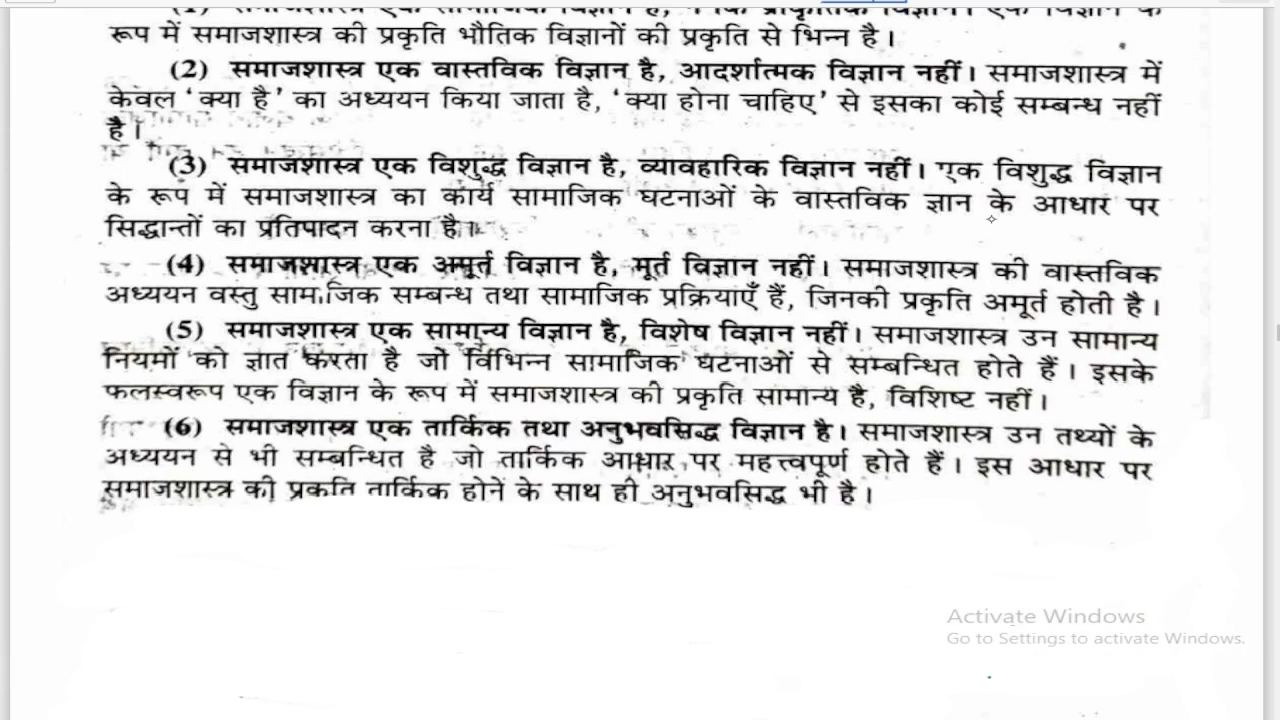 रूप में समाजशास्त्र की प्रकृति भौतिक विज्ञानों की प्रकृति से भिन्न है।
(2) समाजशास्त्र एक वास्तविक विज्ञान है, आदर्शात्मक विज्ञान नहीं। समाजशास्त्र में
केवल 'क्या है' का अध्ययन किया जाता है, 'क्या होना चाहिए' से इसका कोई सम्बन्ध नहीं
है।
(3) समाजशास्त्र एक विशुद्ध विज्ञान है, व्यावहारिक विज्ञान नहीं। एक विशुद्ध विज्ञान
के रूप में समाजशास्त्र का कार्य सामाजिक घटनाओं के वास्तविक ज्ञान के आधार पर
सिद्धान्तों का प्रतिपादन करना है।
(4) समाजशास्त्र एक अमूर्त विज्ञान है, मूर्त विज्ञान नहीं। समाजशास्त्र की वास्तविक
अध्ययन वस्तु सामाजिक सम्बन्ध तथा सामाजिक प्रक्रियाएँ हैं, जिनकी प्रकृति अमूर्त होती है।
(5) समाजशास्त्र एक सामान्य विज्ञान है, विशेष विज्ञान नहीं। समाजशास्त्र उन सामान्य
नियमों को ज्ञात करता है जो विभिन्न सामाजिक घटनाओं से सम्बन्धित होते हैं। इसके
फलस्वरूप एक विज्ञान के रूप में समाजशास्त्र की प्रकृति सामान्य है, विशिष्ट नहीं।
(6) समाजशास्त्र एक तार्किक तथा अनुभवसिद्ध विज्ञान है। समाजशास्त्र उन तथ्यों के
अध्ययन से भी सम्बन्धित है जो तार्किक आधार पर महत्त्वपूर्ण होते हैं। इस आधार पर
समाजशास्त्र की प्रकृति तार्किक होने के साथ ही अनुभवसिद्ध भी है।
Activate Windows
Go to Settings to activate Windows.